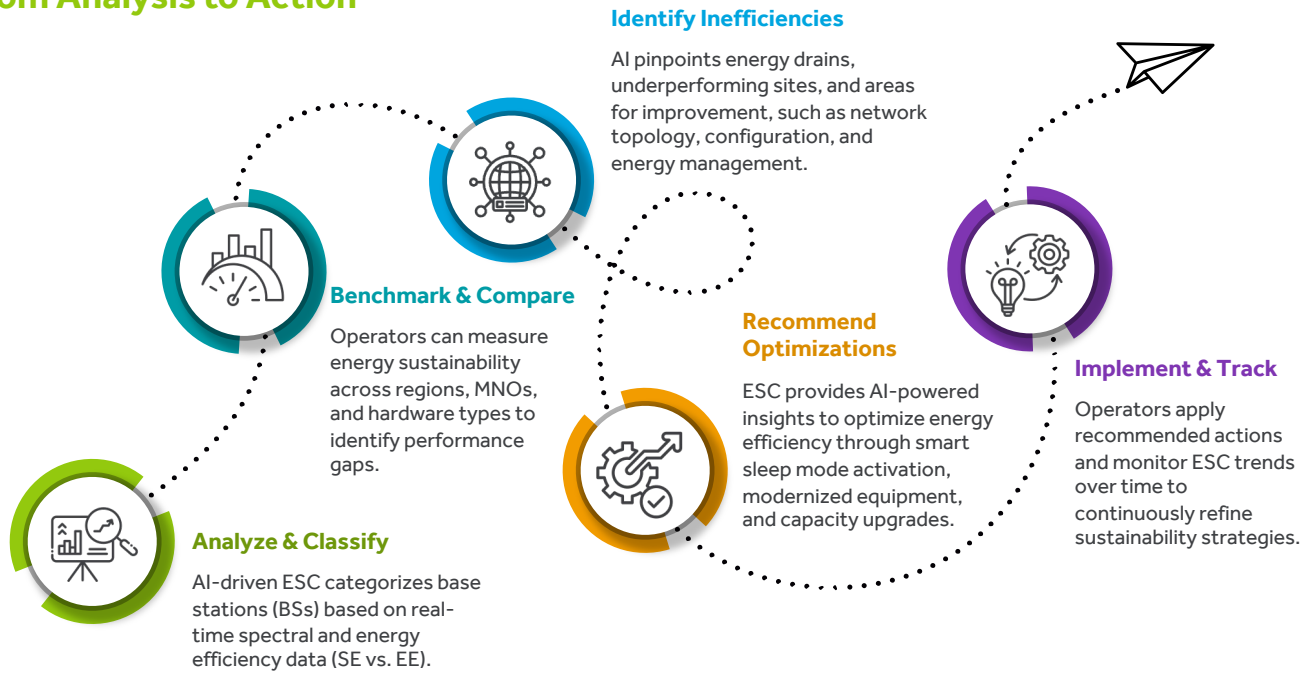 om Analysis to Action
Identify Inefficiencies
AI pinpoints energy drains,
underperforming sites, and areas
for improvement, such as network
topology, configuration, and
energy management.
Benchmark & Compare
Operators can measure
energy sustainability
across regions, MNOs,
and hardware types to
identify performance
gaps.
Recommend
Optimizations
ESC provides AI-powered
insights to optimize energy
efficiency through smart
sleep mode activation,
modernized equipment,
and capacity upgrades.
Implement & Track
Operators apply
recommended actions
and monitor ESC trends
over time to
continuously refine
sustainability strategies.
Analyze & Classify
AI-driven ESC categorizes base
stations (BSs) based on real-
time spectral and energy
efficiency data (SE vs. EE).